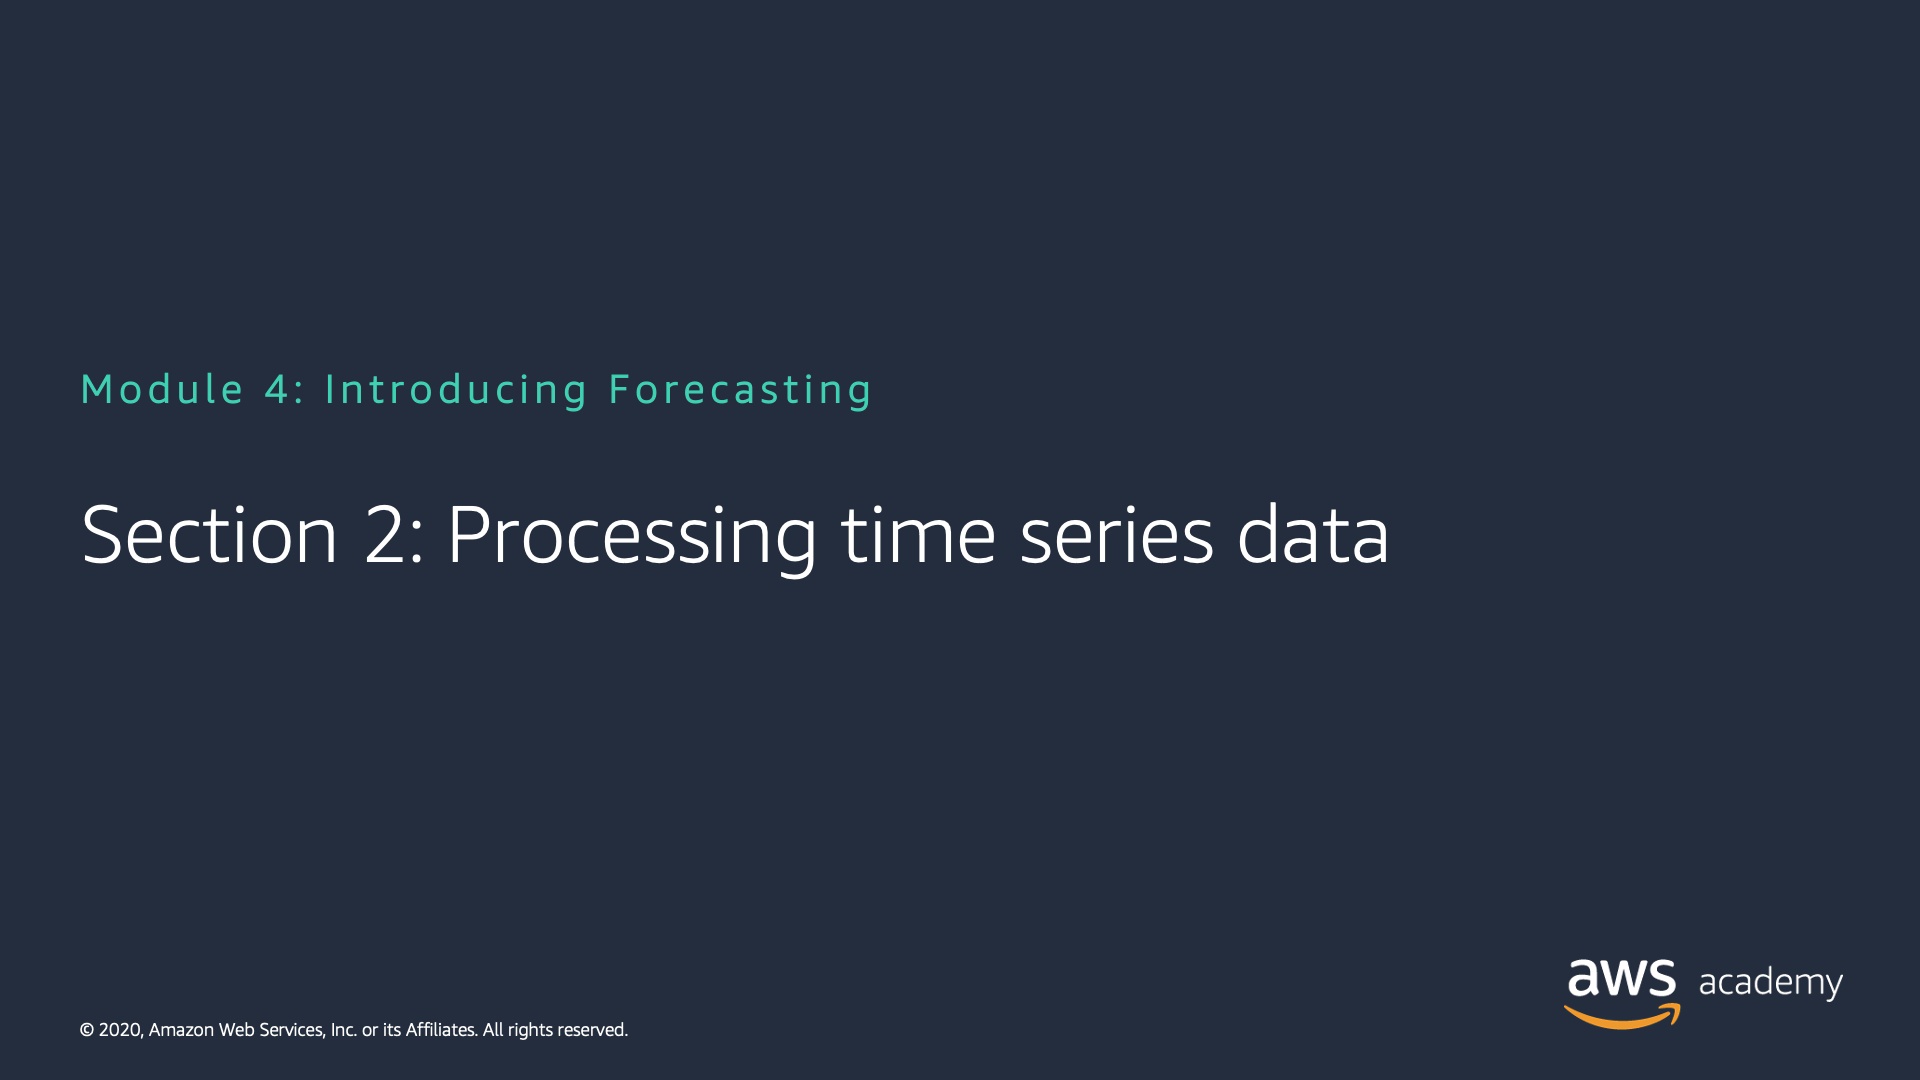 Module 4: Introducing Forecasting
Section 2: Processing time series data
aws academy
© 2020, Amazon Web Services, Inc. or its Affiliates. All rights reserved.